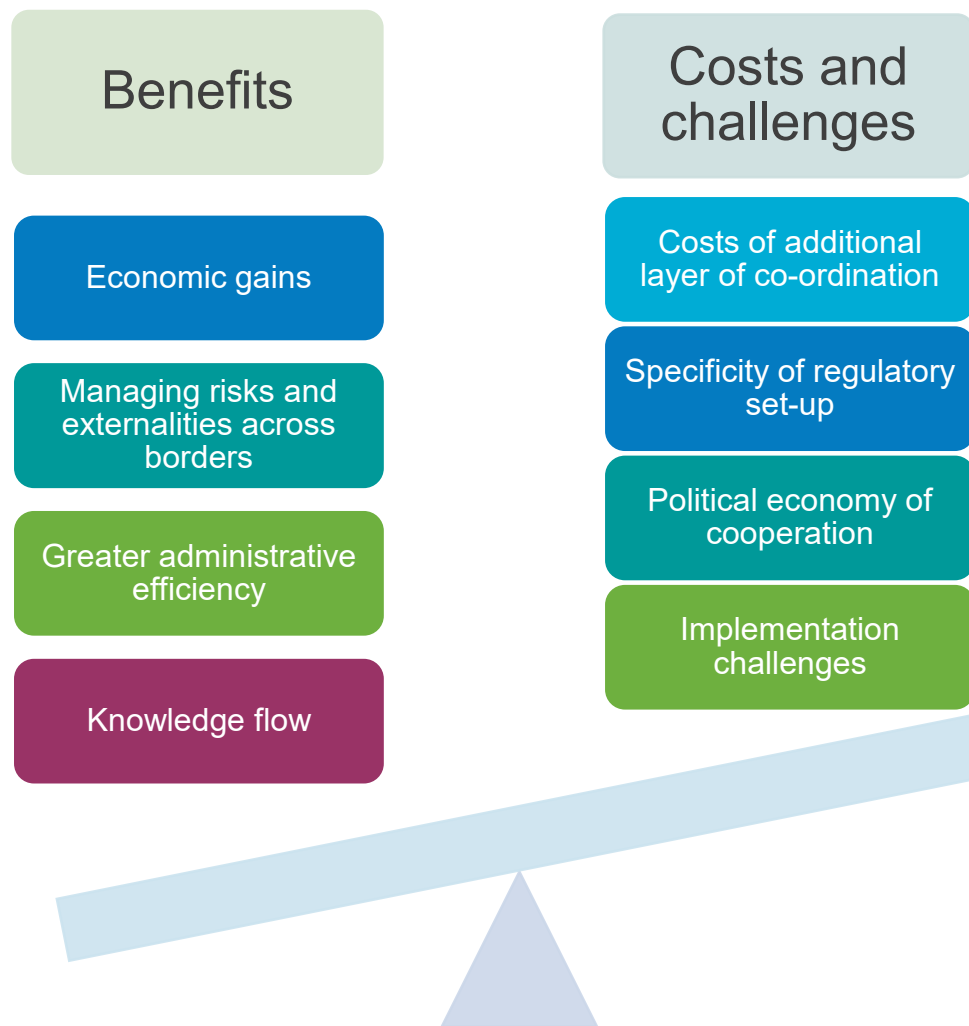 Benefits
Economic gains
Managing risks and
externalities across
borders
Greater administrative
efficiency
Knowledge flow
Costs and
challenges
Costs of additional
layer of co-ordination
Specificity of regulatory
set-up
Political economy of
cooperation
Implementation
challenges